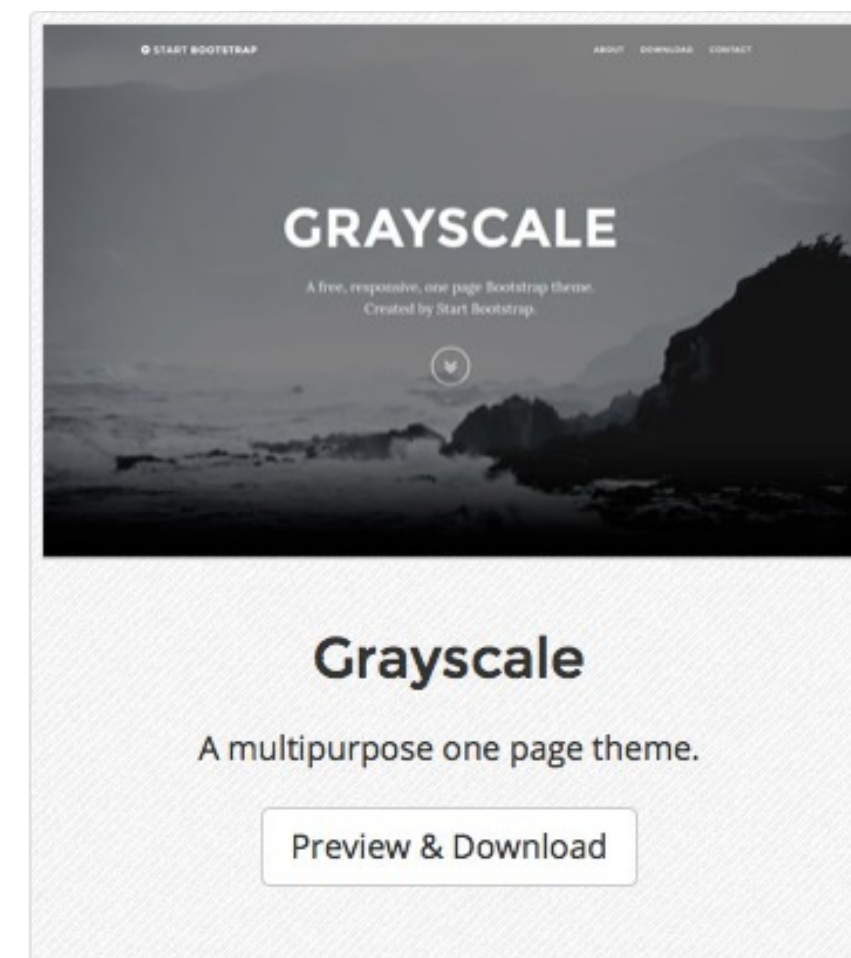 START BOOTSTRAP ABOUT DOWNLOAD CONTACT
GRAYSCALE
A free, responsive, one page Bootstrap theme.
Created by Start Bootstrap.
Grayscale
A multipurpose one page theme.
Preview & Download